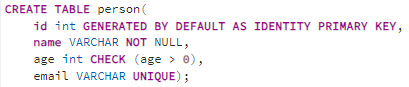 CREATE TABLE person(
    id int GENERATED BY DEFAULT AS IDENTITY PRIMARY KEY,
    name VARCHAR NOT NULL,
    age int CHECK (age > 0),
    email VARCHAR UNIQUE);